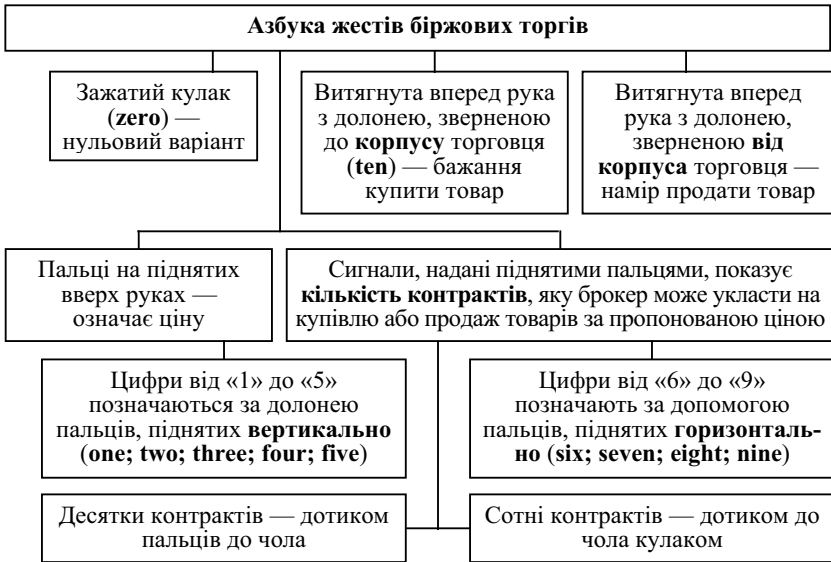 Азбука жестів біржових торгів
Зажатий кулак
(zero) —
нульовий варіант
Витягнута вперед рука
з долонею, зверненою
до корпусу торговця
(ten) — бажання
купити товар
Витягнута вперед
рука з долонею,
зверненою від
корпуса торговця —
намір продати товар
Пальці на піднятих
вверх руках —
означає ціну
Сигнали, надані піднятими пальцями, показує
кількість контрактів, яку брокер може укласти на
купівлю або продаж товарів за пропонованою ціною
Цифри від «1» до «5»
позначаються за долонею
пальців, піднятих вертикально
(one; two; three; four; five)
Цифри від «6» до «9»
позначають за допомогою
пальців, піднятих горизонталь-
но (six; seven; eight; nine)
Десятки контрактів — дотиком
пальців до чола
Сотні контрактів — дотиком до
чола кулаком